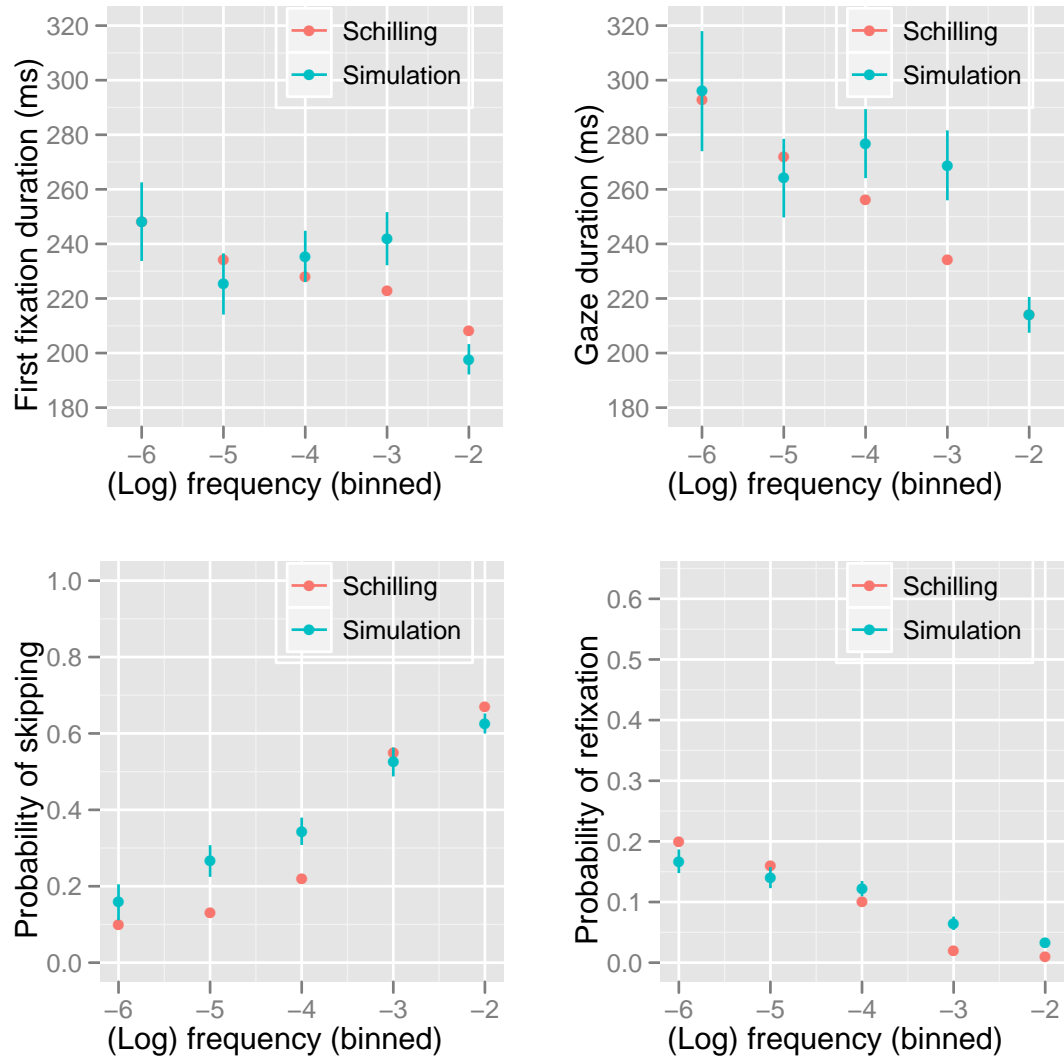 First fixation duration (ms)
320
300
280
260
240
220
200
180
Schilling
Simulation
−6 −5 −4 −3 −2
(Log) frequency (binned)
Gaze duration (ms)
320
300
280
260
240
220
200
180
Schilling
Simulation
−6 −5 −4 −3 −2
(Log) frequency (binned)
Probability of skipping
1.0
0.8
0.6
0.4
0.2
0.0
Schilling
Simulation
−6 −5 −4 −3 −2
(Log) frequency (binned)
Probability of refixation
0.6
0.5
0.4
0.3
0.2
0.1
0.0
Schilling
Simulation
−6 −5 −4 −3 −2
(Log) frequency (binned)